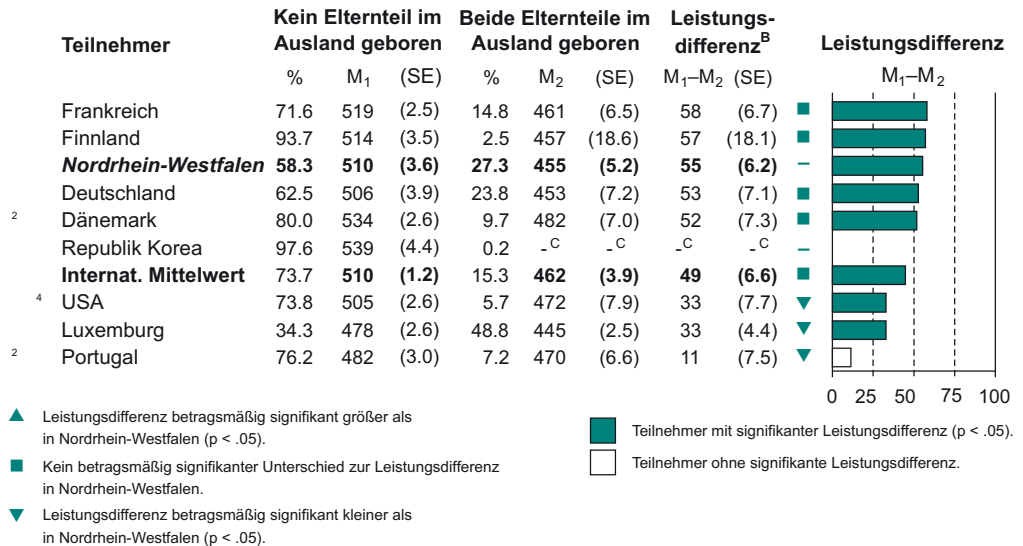 Kein Elternteil im Beide Elternteile im Leistungs-
Teilnehmer Ausland geboren Ausland geboren differenzᴮ Leistungsdifferenz
% M₁ (SE) % M₂ (SE) M₁–M₂ (SE) M₁–M₂
Frankreich 71.6 519 (2.5) 14.8 461 (6.5) 58 (6.7)
Finnland 93.7 514 (3.5) 2.5 457 (18.6) 57 (18.1)
Nordrhein-Westfalen 58.3 510 (3.6) 27.3 455 (5.2) 55 (6.2) –
Deutschland 62.5 506 (3.9) 23.8 453 (7.2) 53 (7.1)
² Dänemark 80.0 534 (2.6) 9.7 482 (7.0) 52 (7.3)
Republik Korea 97.6 539 (4.4) 0.2 -ᶜ -ᶜ -ᶜ -ᶜ –
Internat. Mittelwert 73.7 510 (1.2) 15.3 462 (3.9) 49 (6.6)
⁴ USA 73.8 505 (2.6) 5.7 472 (7.9) 33 (7.7)
Luxemburg 34.3 478 (2.6) 48.8 445 (2.5) 33 (4.4)
² Portugal 76.2 482 (3.0) 7.2 470 (6.6) 11 (7.5)
0 25 50 75 100
▲ Leistungsdifferenz betragsmäßig signifikant größer als
in Nordrhein-Westfalen (p < .05).
■ Kein betragsmäßig signifikanter Unterschied zur Leistungsdifferenz
in Nordrhein-Westfalen.
▼ Leistungsdifferenz betragsmäßig signifikant kleiner als
in Nordrhein-Westfalen (p < .05).
Teilnehmer mit signifikanter Leistungsdifferenz (p < .05).
Teilnehmer ohne signifikante Leistungsdifferenz.